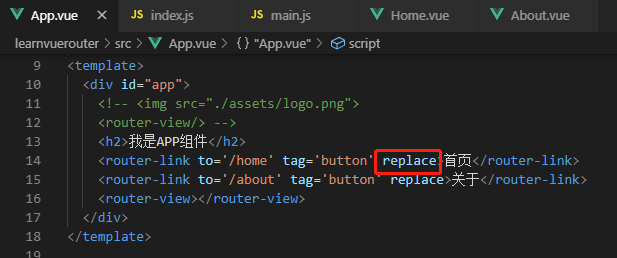 App.vue × JS index.js JS main.js Home.vue About.vue
learnvuerouter > src > App.vue > {} "App.vue" > script
9 <template>
10 <div id="app">
11 <!-- <img src="./assets/logo.png">
12 <router-view/> -->
13 <h2>我是APP组件</h2>
14 <router-link to='/home' tag='button' replace>首页</router-link>
15 <router-link to='/about' tag='button' replace>关于</router-link>
16 <router-view></router-view>
17 </div>
18 </template>